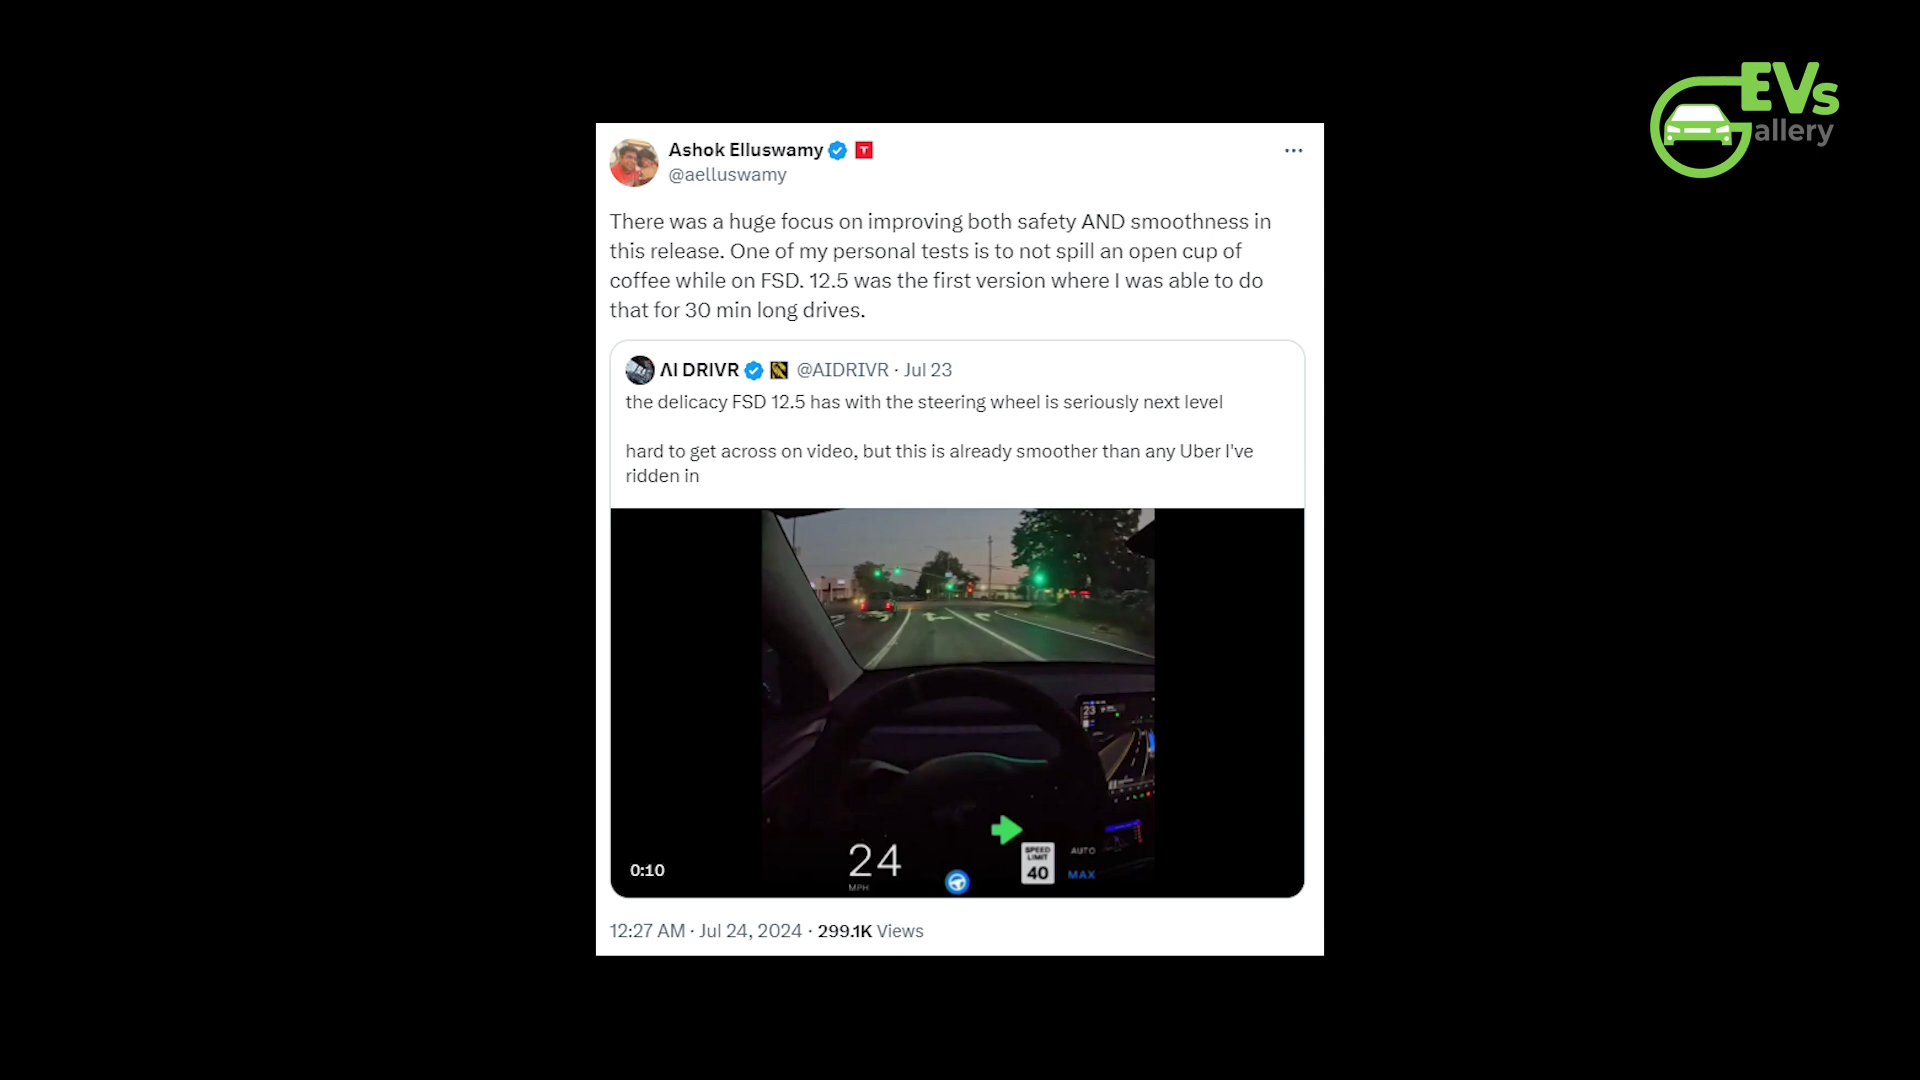 EVs
allery
Ashok Elluswamy
@aelluswamy
There was a huge focus on improving both safety AND smoothness in
this release. One of my personal tests is to not spill an open cup of
coffee while on FSD. 12.5 was the first version where I was able to do
that for 30 min long drives.
AI DRIVR @AIDRIVR · Jul 23
the delicacy FSD 12.5 has with the steering wheel is seriously next level
hard to get across on video, but this is already smoother than any Uber I've
ridden in
23
0:10
24
MPH
SPEED
LIMIT
40
AUTO
MAX
12:27 AM · Jul 24, 2024 · 299.1K Views